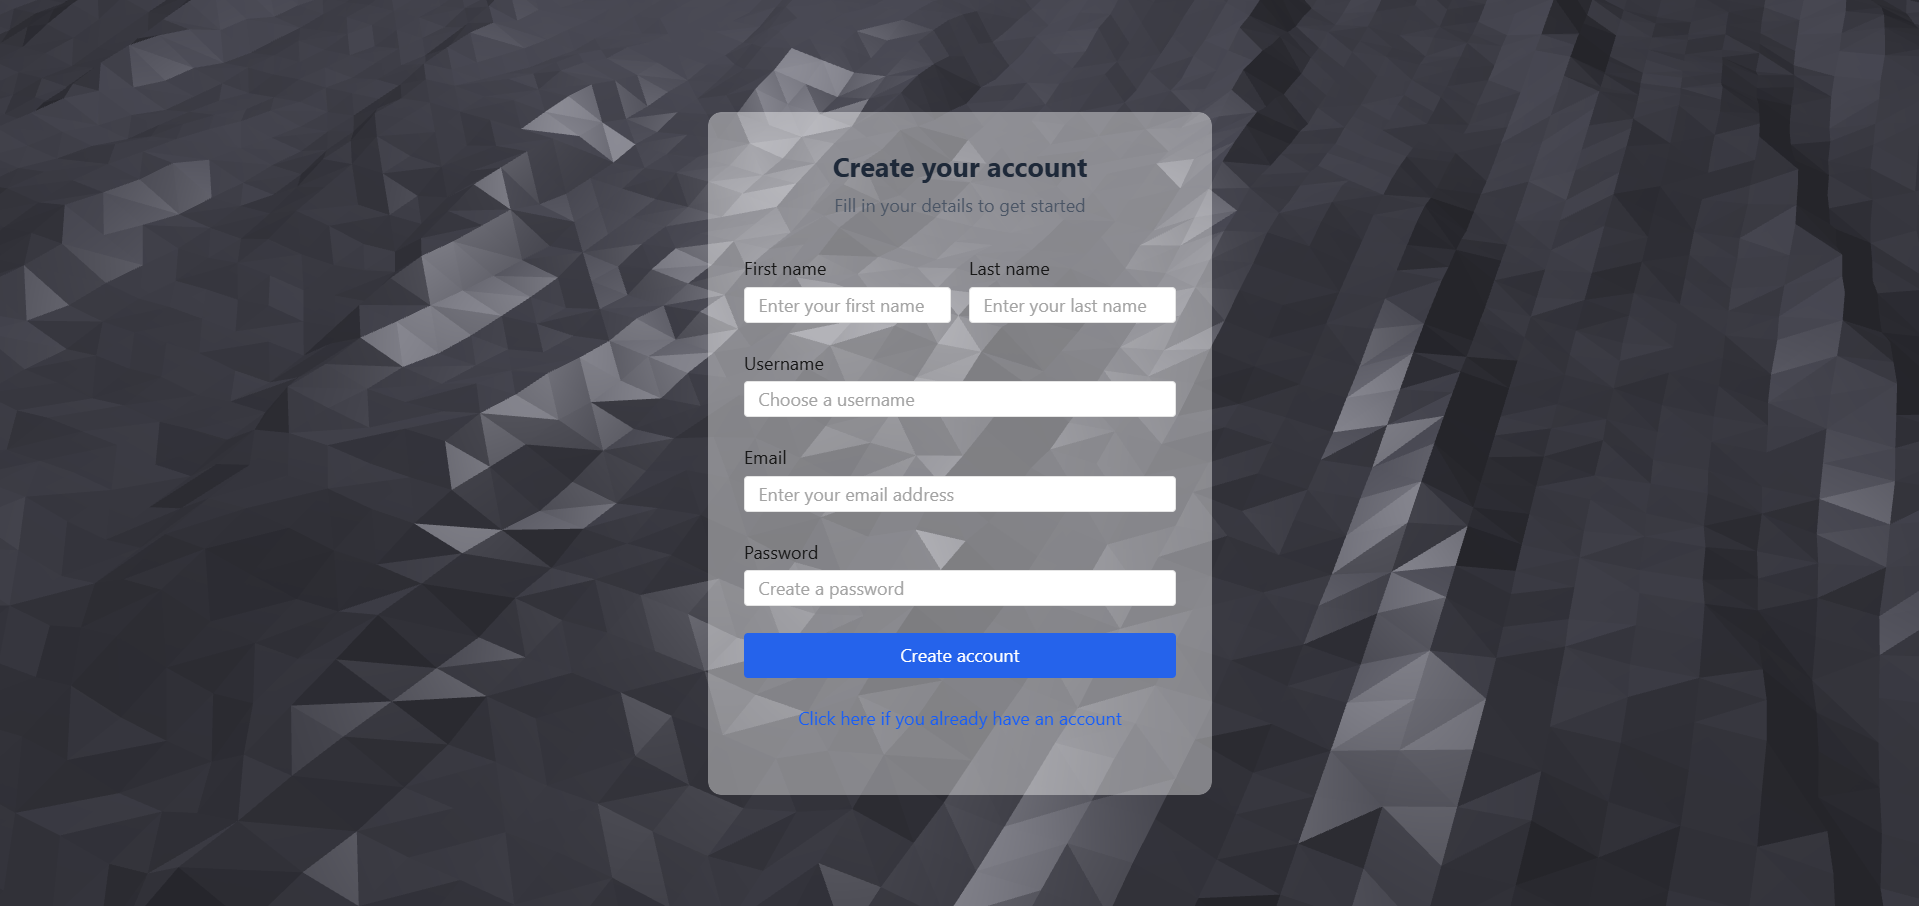 Create your account
Fill in your details to get started
First name Last name
Enter your first name Enter your last name
Username
Choose a username
Email
Enter your email address
Password
Create a password
Create account
Click here if you already have an account